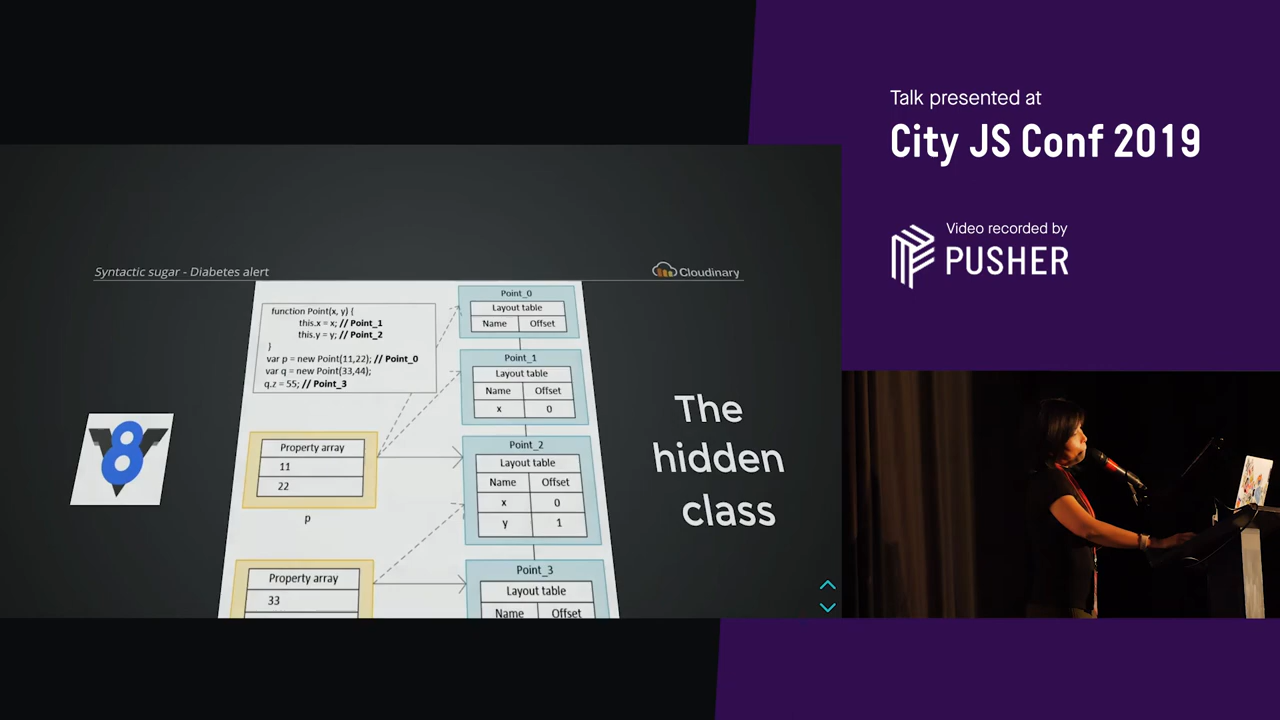 Talk presented at
City JS Conf 2019
Video recorded by
PUSHER
Syntactic sugar - Diabetes alert
Cloudinary
function Point(x, y) {
this.x = x; // Point_1
this.y = y; // Point_2
}
var p = new Point(11,22); // Point_0
var q = new Point(33,44);
q.z = 55; // Point_3
Property array
11
22
p
Property array
33
Point_0
Layout table
Name Offset
Point_1
Layout table
Name Offset
x 0
Point_2
Layout table
Name Offset
x 0
y 1
Point_3
Layout table
Name Offset
V8
The
hidden
class